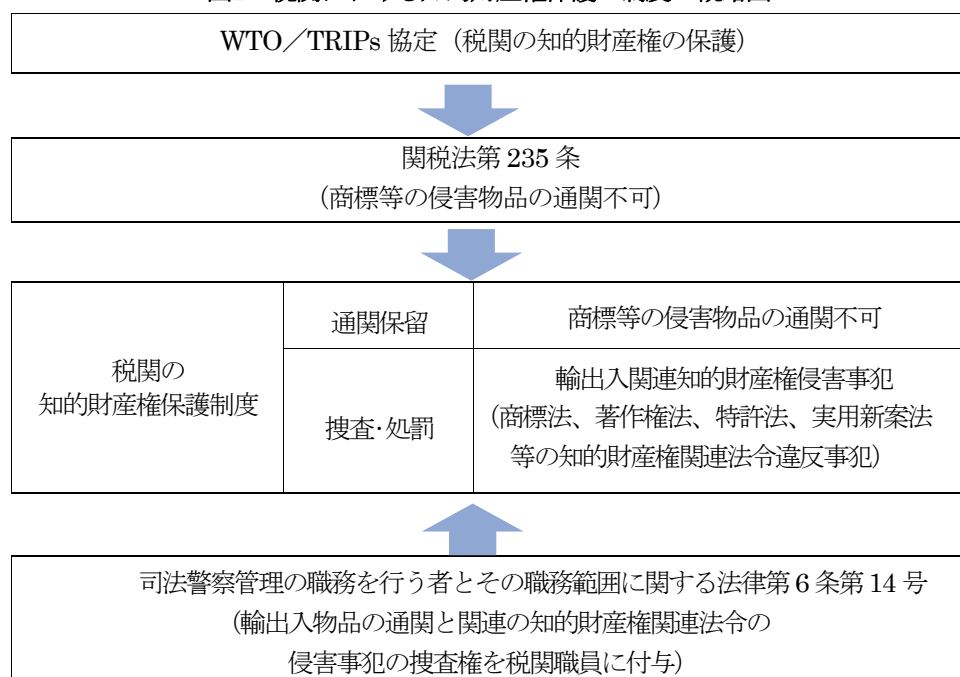 WTO／TRIPs 協定（税関の知的財産権の保護）
関税法第 235 条
（商標等の侵害物品の通関不可）
税関の
知的財産権保護制度
通関保留
商標等の侵害物品の通関不可
捜査･処罰
輸出入関連知的財産権侵害事犯
（商標法、著作権法、特許法、実用新案法
等の知的財産権関連法令違反事犯）
司法警察管理の職務を行う者とその職務範囲に関する法律第 6 条第 14 号
（輸出入物品の通関と関連の知的財産権関連法令の
侵害事犯の捜査権を税関職員に付与）